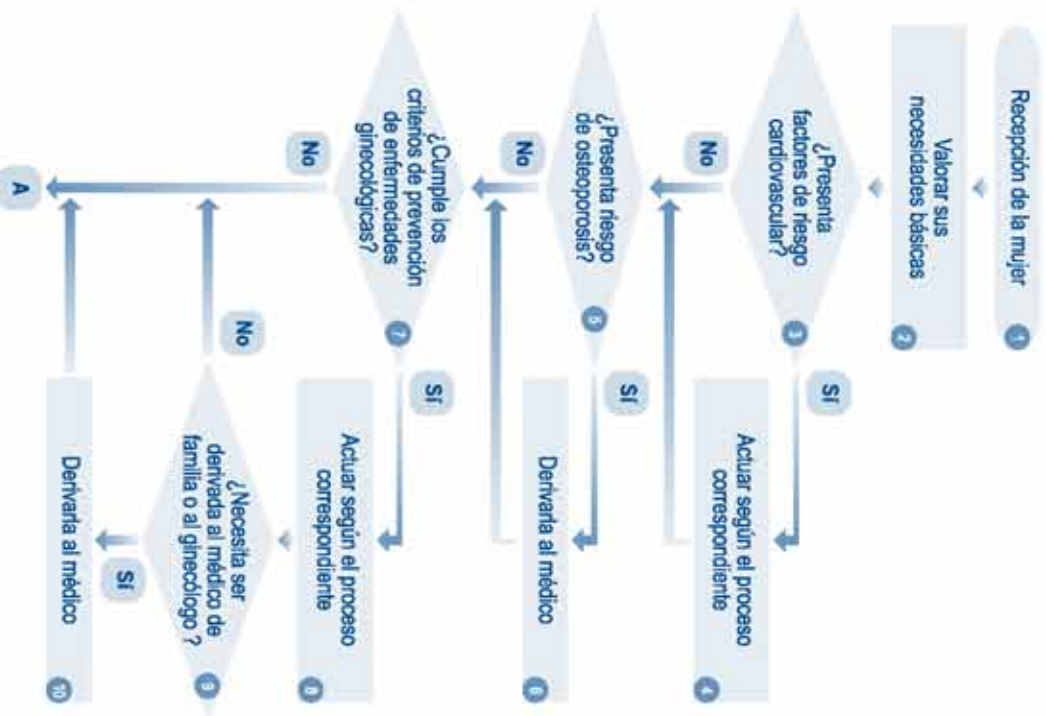 Recepción de la mujer
1
Valorar sus
necesidades básicas
2
¿Presenta
factores de riesgo
cardiovascular?
3
Sí
No
Actuar según el proceso
correspondiente
4
¿Presenta riesgo
de osteoporosis?
5
Sí
No
Derivarla al médico
6
¿Cumple los
criterios de prevención
de enfermedades
ginecológicas?
7
Sí
No
Actuar según el proceso
correspondiente
8
¿Necesita ser
derivada al médico de
familia o al ginecólogo ?
9
No
Sí
Derivarla al médico
10
A